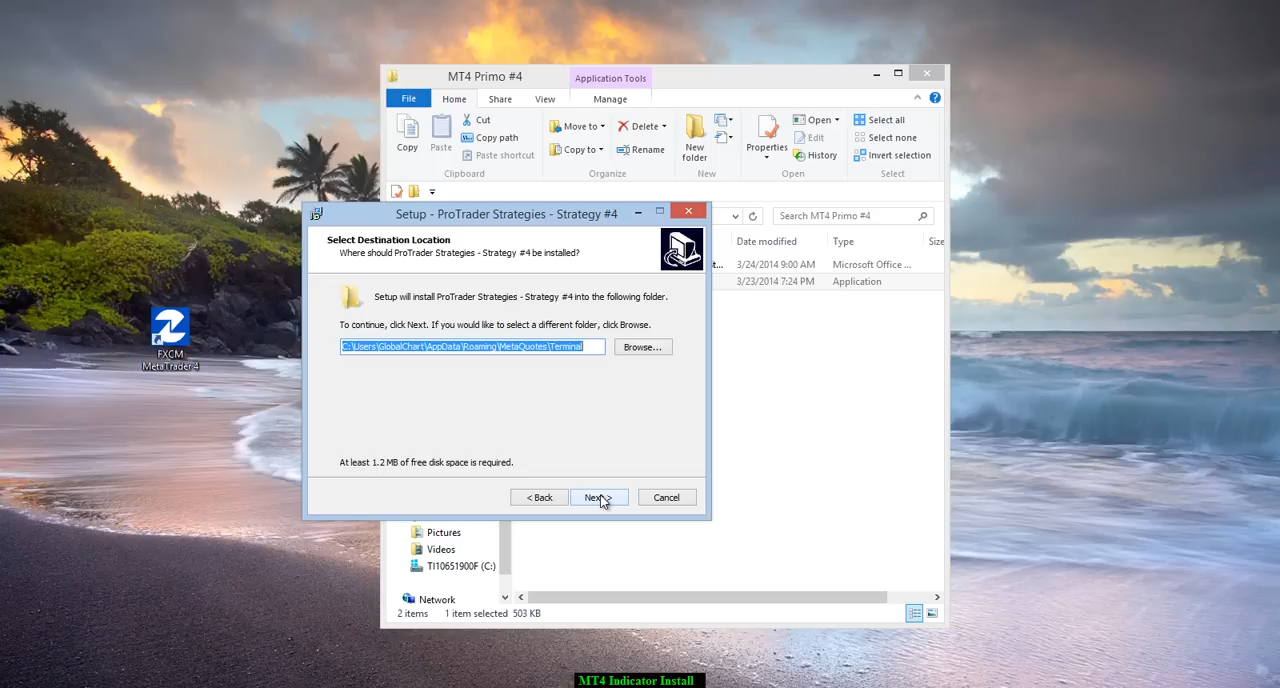 MT4 Primo #4
Application Tools
File
Home
Share
View
Manage
Copy
Paste
Cut
Copy path
Paste shortcut
Clipboard
Move to
Copy to
Delete
Rename
Organize
New folder
New
Properties
Open
Edit
History
Open
Select all
Select none
Invert selection
Select
Search MT4 Primo #4
Date modified
Type
Size
3/24/2014 9:00 AM
Microsoft Office ...
3/23/2014 7:24 PM
Application
Setup - ProTrader Strategies - Strategy #4
Select Destination Location
Where should ProTrader Strategies - Strategy #4 be installed?
Setup will install ProTrader Strategies - Strategy #4 into the following folder.
To continue, click Next. If you would like to select a different folder, click Browse.
C:\Users\GlobalChart\AppData\Roaming\MetaQuotes\Terminal
Browse...
At least 1.2 MB of free disk space is required.
< Back
Next >
Cancel
FXCM
MetaTrader 4
Pictures
Videos
TI10651900F (C:)
Network
2 items
1 item selected 503 KB
MT4 Indicator Install